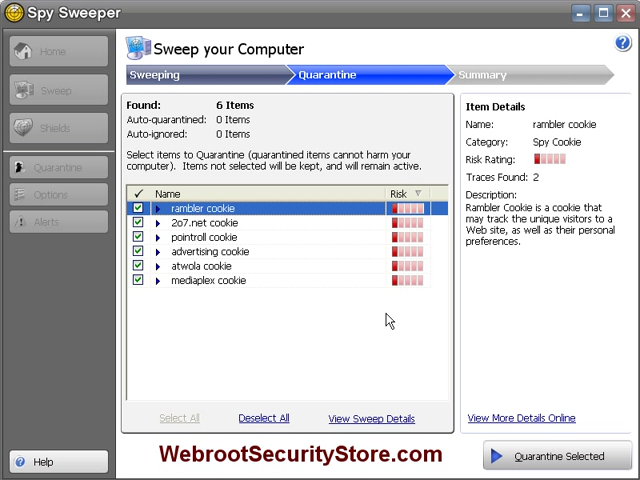 Spy Sweeper
Home
Sweep
Shields
Quarantine
Options
Alerts
Help
Sweep your Computer
?
Sweeping
Quarantine
Summary
Found: 6 Items
Auto-quarantined: 0 Items
Auto-ignored: 0 Items
Select items to Quarantine (quarantined items cannot harm your
computer). Items not selected will be kept, and will remain active.
Name Risk
rambler cookie
2o7.net cookie
pointroll cookie
advertising cookie
atwola cookie
mediaplex cookie
Select All Deselect All View Sweep Details
Item Details
Name: rambler cookie
Category: Spy Cookie
Risk Rating:
Traces Found: 2
Description:
Rambler Cookie is a cookie that
may track the unique visitors to a
Web site, as well as their personal
preferences.
View More Details Online
WebrootSecurityStore.com
Quarantine Selected